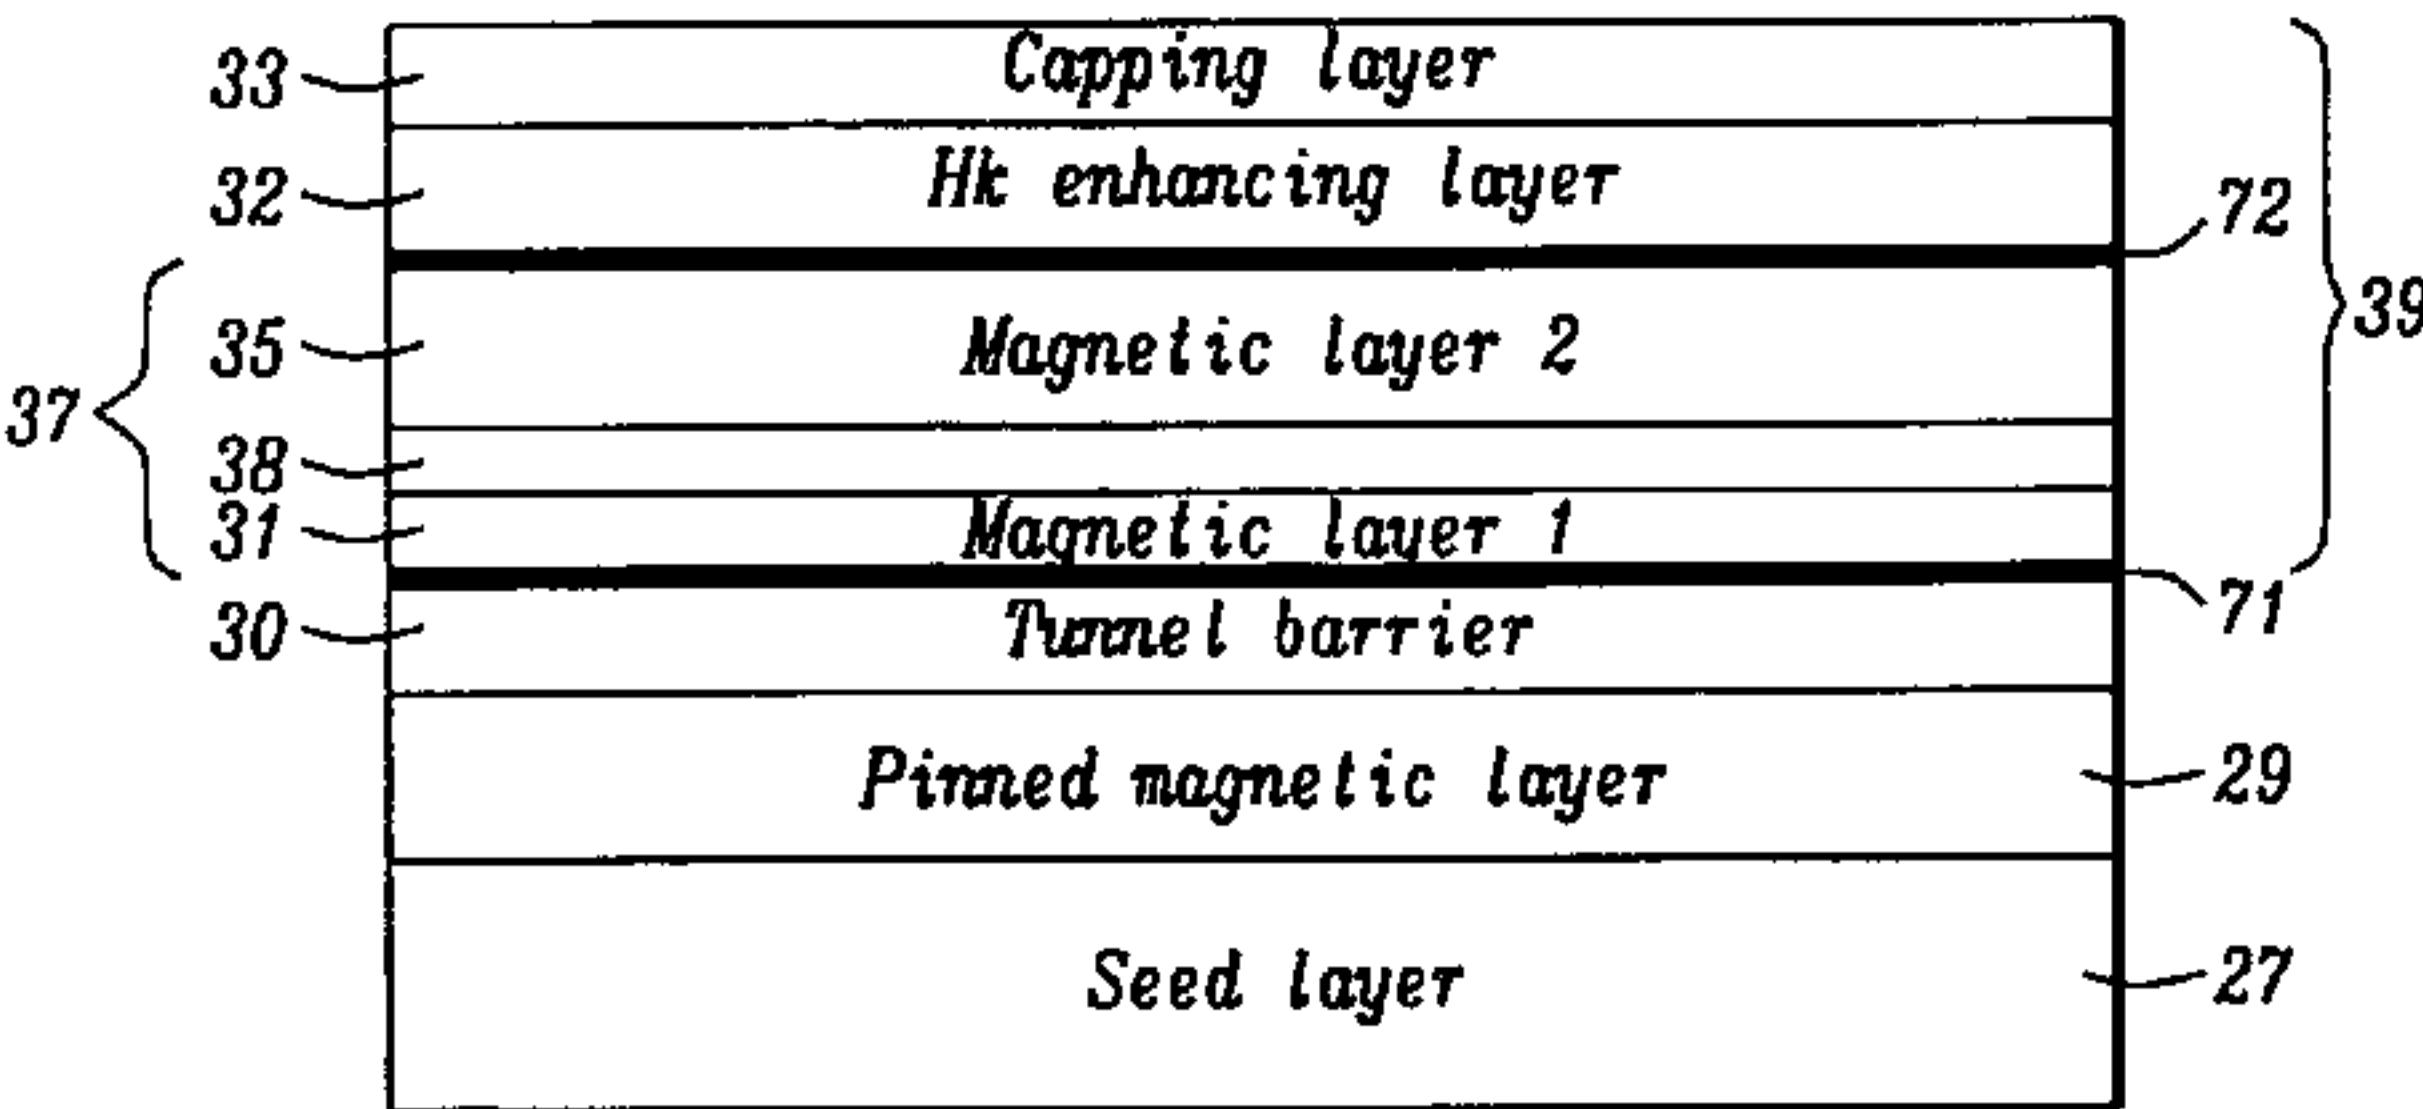 33 Capping layer
32 Hk enhancing layer 72
35 Magnetic layer 2 39
37
38
31 Magnetic layer 1
30 Tunnel barrier 71
Pinned magnetic layer 29
Seed layer 27